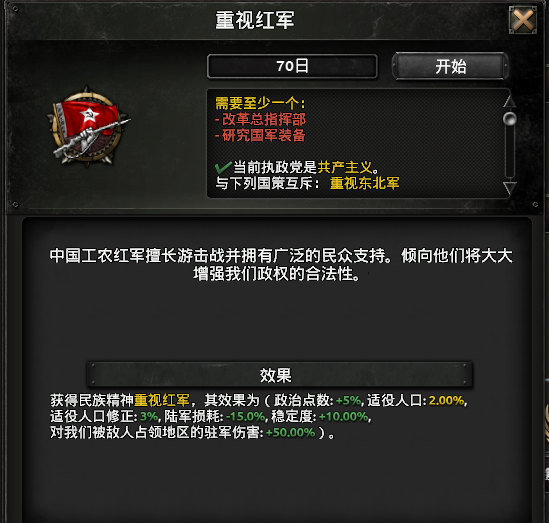 重视红军
70日
开始
需要至少一个：
- 改革总指挥部
- 研究国军装备
当前执政党是共产主义。
与下列国策互斥： 重视东北军
中国工农红军擅长游击战并拥有广泛的民众支持。倾向他们将大大
增强我们政权的合法性。
效果
获得民族精神重视红军，其效果为（政治点数: +5%, 适役人口: 2.00%,
适役人口修正: 3%, 陆军损耗: -15.0%, 稳定度: +10.00%,
对我们被敌人占领地区的驻军伤害: +50.00%）。